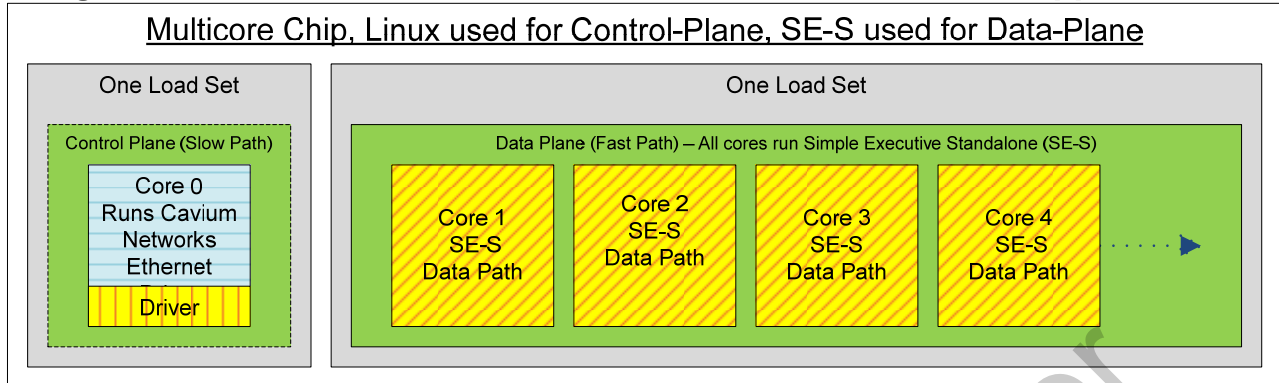 Multicore Chip, Linux used for Control-Plane, SE-S used for Data-Plane
One Load Set
Control Plane (Slow Path)
Core 0
Runs Cavium
Networks
Ethernet
Driver
One Load Set
Data Plane (Fast Path) – All cores run Simple Executive Standalone (SE-S)
Core 1
SE-S
Data Path
Core 2
SE-S
Data Path
Core 3
SE-S
Data Path
Core 4
SE-S
Data Path